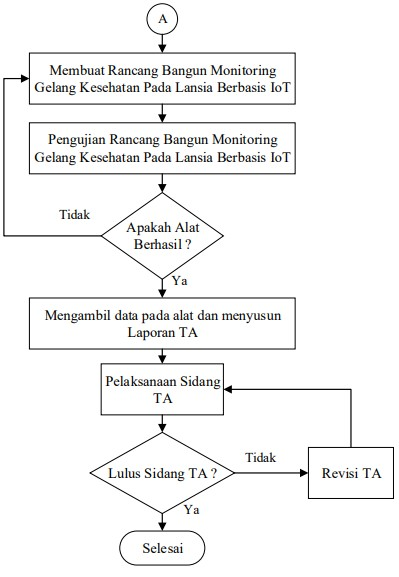 A
Membuat Rancang Bangun Monitoring
Gelang Kesehatan Pada Lansia Berbasis IoT
Pengujian Rancang Bangun Monitoring
Gelang Kesehatan Pada Lansia Berbasis IoT
Tidak
Apakah Alat
Berhasil ?
Ya
Mengambil data pada alat dan menyusun
Laporan TA
Pelaksanaan Sidang
TA
Lulus Sidang TA ?
Tidak
Revisi TA
Ya
Selesai